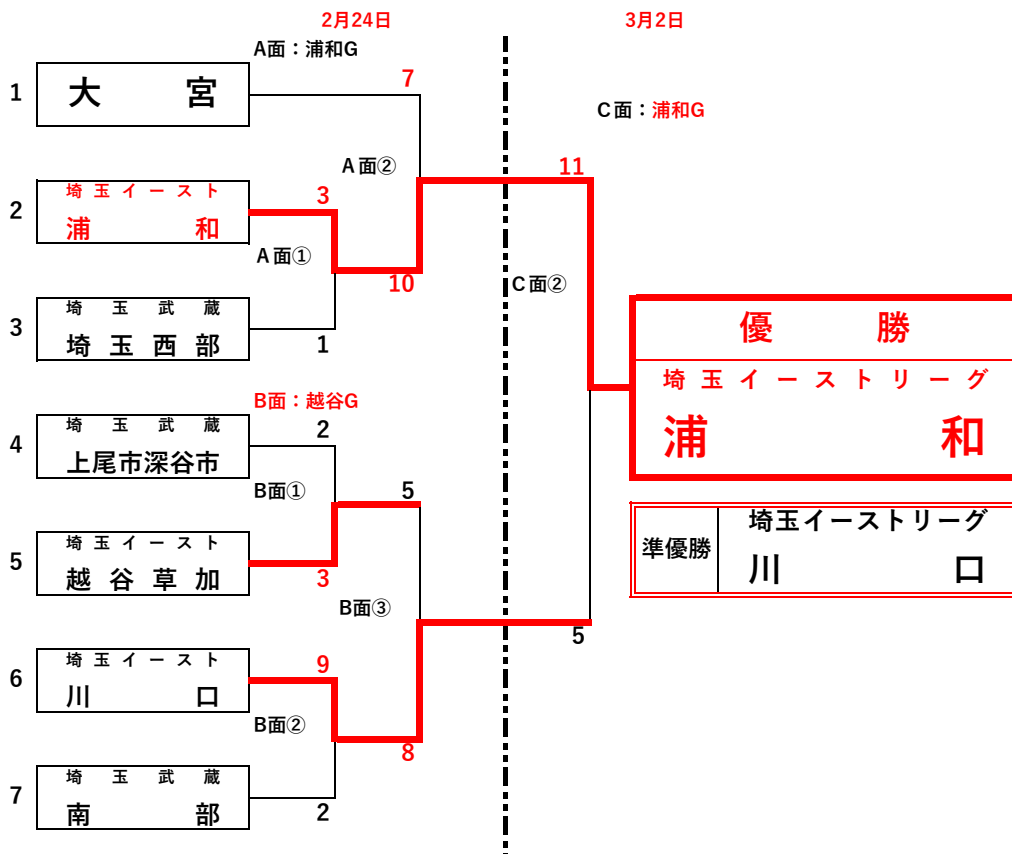 2月24日
3月2日
A面：浦和G
1
大宮
7
C面：浦和G
A面②
11
2
埼玉イースト
浦和
3
A面①
10
C面②
3
埼玉武蔵
埼玉西部
1
優勝
埼玉イーストリーグ
浦和
B面：越谷G
4
埼玉武蔵
上尾市深谷市
2
B面①
5
5
埼玉イースト
越谷草加
3
準優勝
埼玉イーストリーグ
川口
B面③
5
6
埼玉イースト
川口
9
B面②
8
7
埼玉武蔵
南部
2